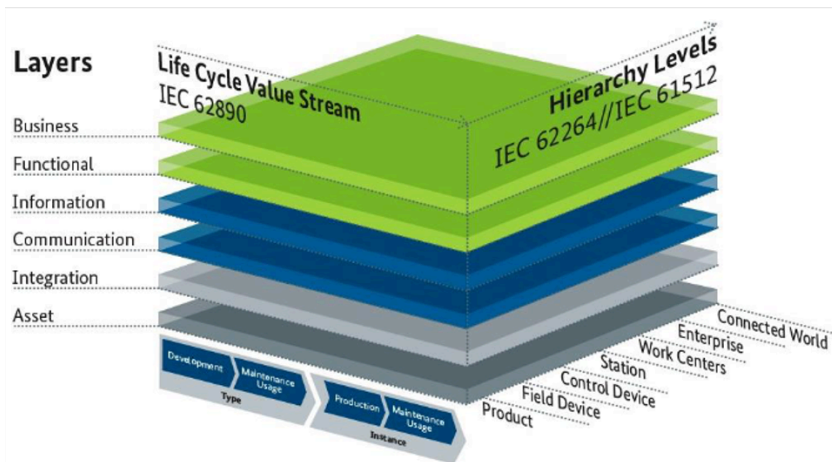 Layers
Life Cycle Value Stream
IEC 62890
Hierarchy Levels
IEC 62264//IEC 61512
Business
Functional
Information
Communication
Integration
Asset
Development
Maintenance
Usage
Type
Production
Maintenance
Usage
Instance
Product
Field Device
Control Device
Station
Work Centers
Enterprise
Connected World